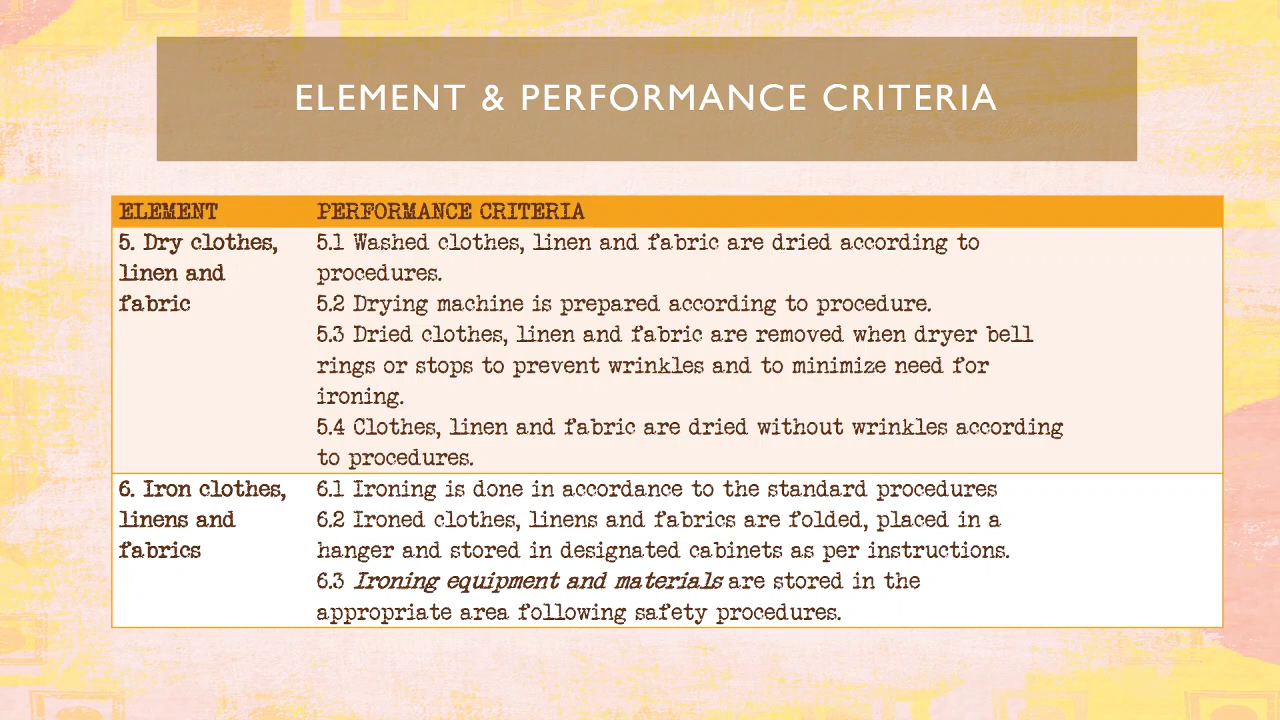 ELEMENT & PERFORMANCE CRITERIA
ELEMENT PERFORMANCE CRITERIA
5. Dry clothes, linen and fabric
5.1 Washed clothes, linen and fabric are dried according to
procedures.
5.2 Drying machine is prepared according to procedure.
5.3 Dried clothes, linen and fabric are removed when dryer bell
rings or stops to prevent wrinkles and to minimize need for
ironing.
5.4 Clothes, linen and fabric are dried without wrinkles according
to procedures.
6. Iron clothes, linens and fabrics
6.1 Ironing is done in accordance to the standard procedures
6.2 Ironed clothes, linens and fabrics are folded, placed in a
hanger and stored in designated cabinets as per instructions.
6.3 Ironing equipment and materials are stored in the
appropriate area following safety procedures.